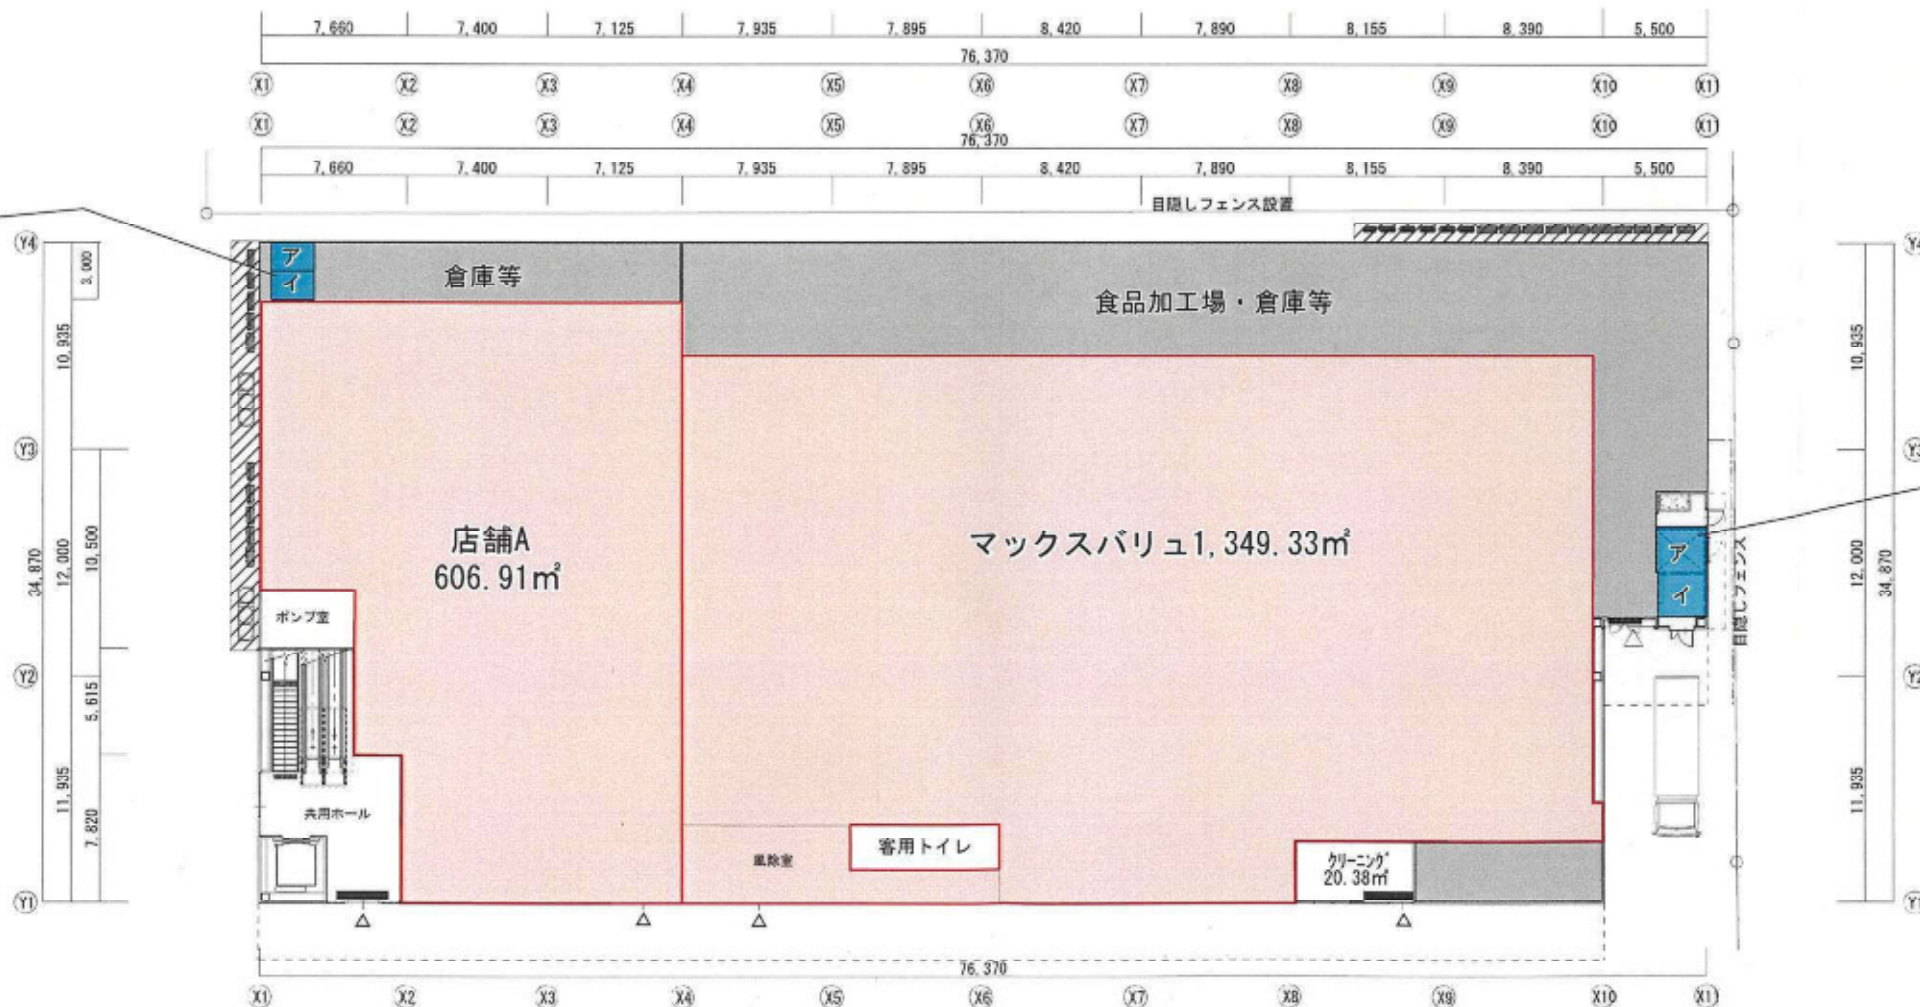 7,660 7,400 7,125 7,935 7,895 8,420 7,890 8,155 8,390 5,500
76,370
X1 X2 X3 X4 X5 X6 X7 X8 X9 X10 X11
X1 X2 X3 X4 X5 X6 X7 X8 X9 X10 X11
76,370
7,660 7,400 7,125 7,935 7,895 8,420 7,890 8,155 8,390 5,500
目隠しフェンス設置
Y4 Y4
3,000
ア
イ
倉庫等
食品加工場・倉庫等
10,935 10,935
Y3 Y3
34,870 12,000 10,500
店舗A
606.91㎡
マックスバリュ1,349.33㎡
ア
イ
12,000 34,870
目隠しフェンス
ポンプ室
Y2 Y2
5,615
11,935 7,820
11,935
共用ホール
風除室
客用トイレ
クリーニング
20.38㎡
Y1 Y1
76,370
X1 X2 X3 X4 X5 X6 X7 X8 X9 X10 X11